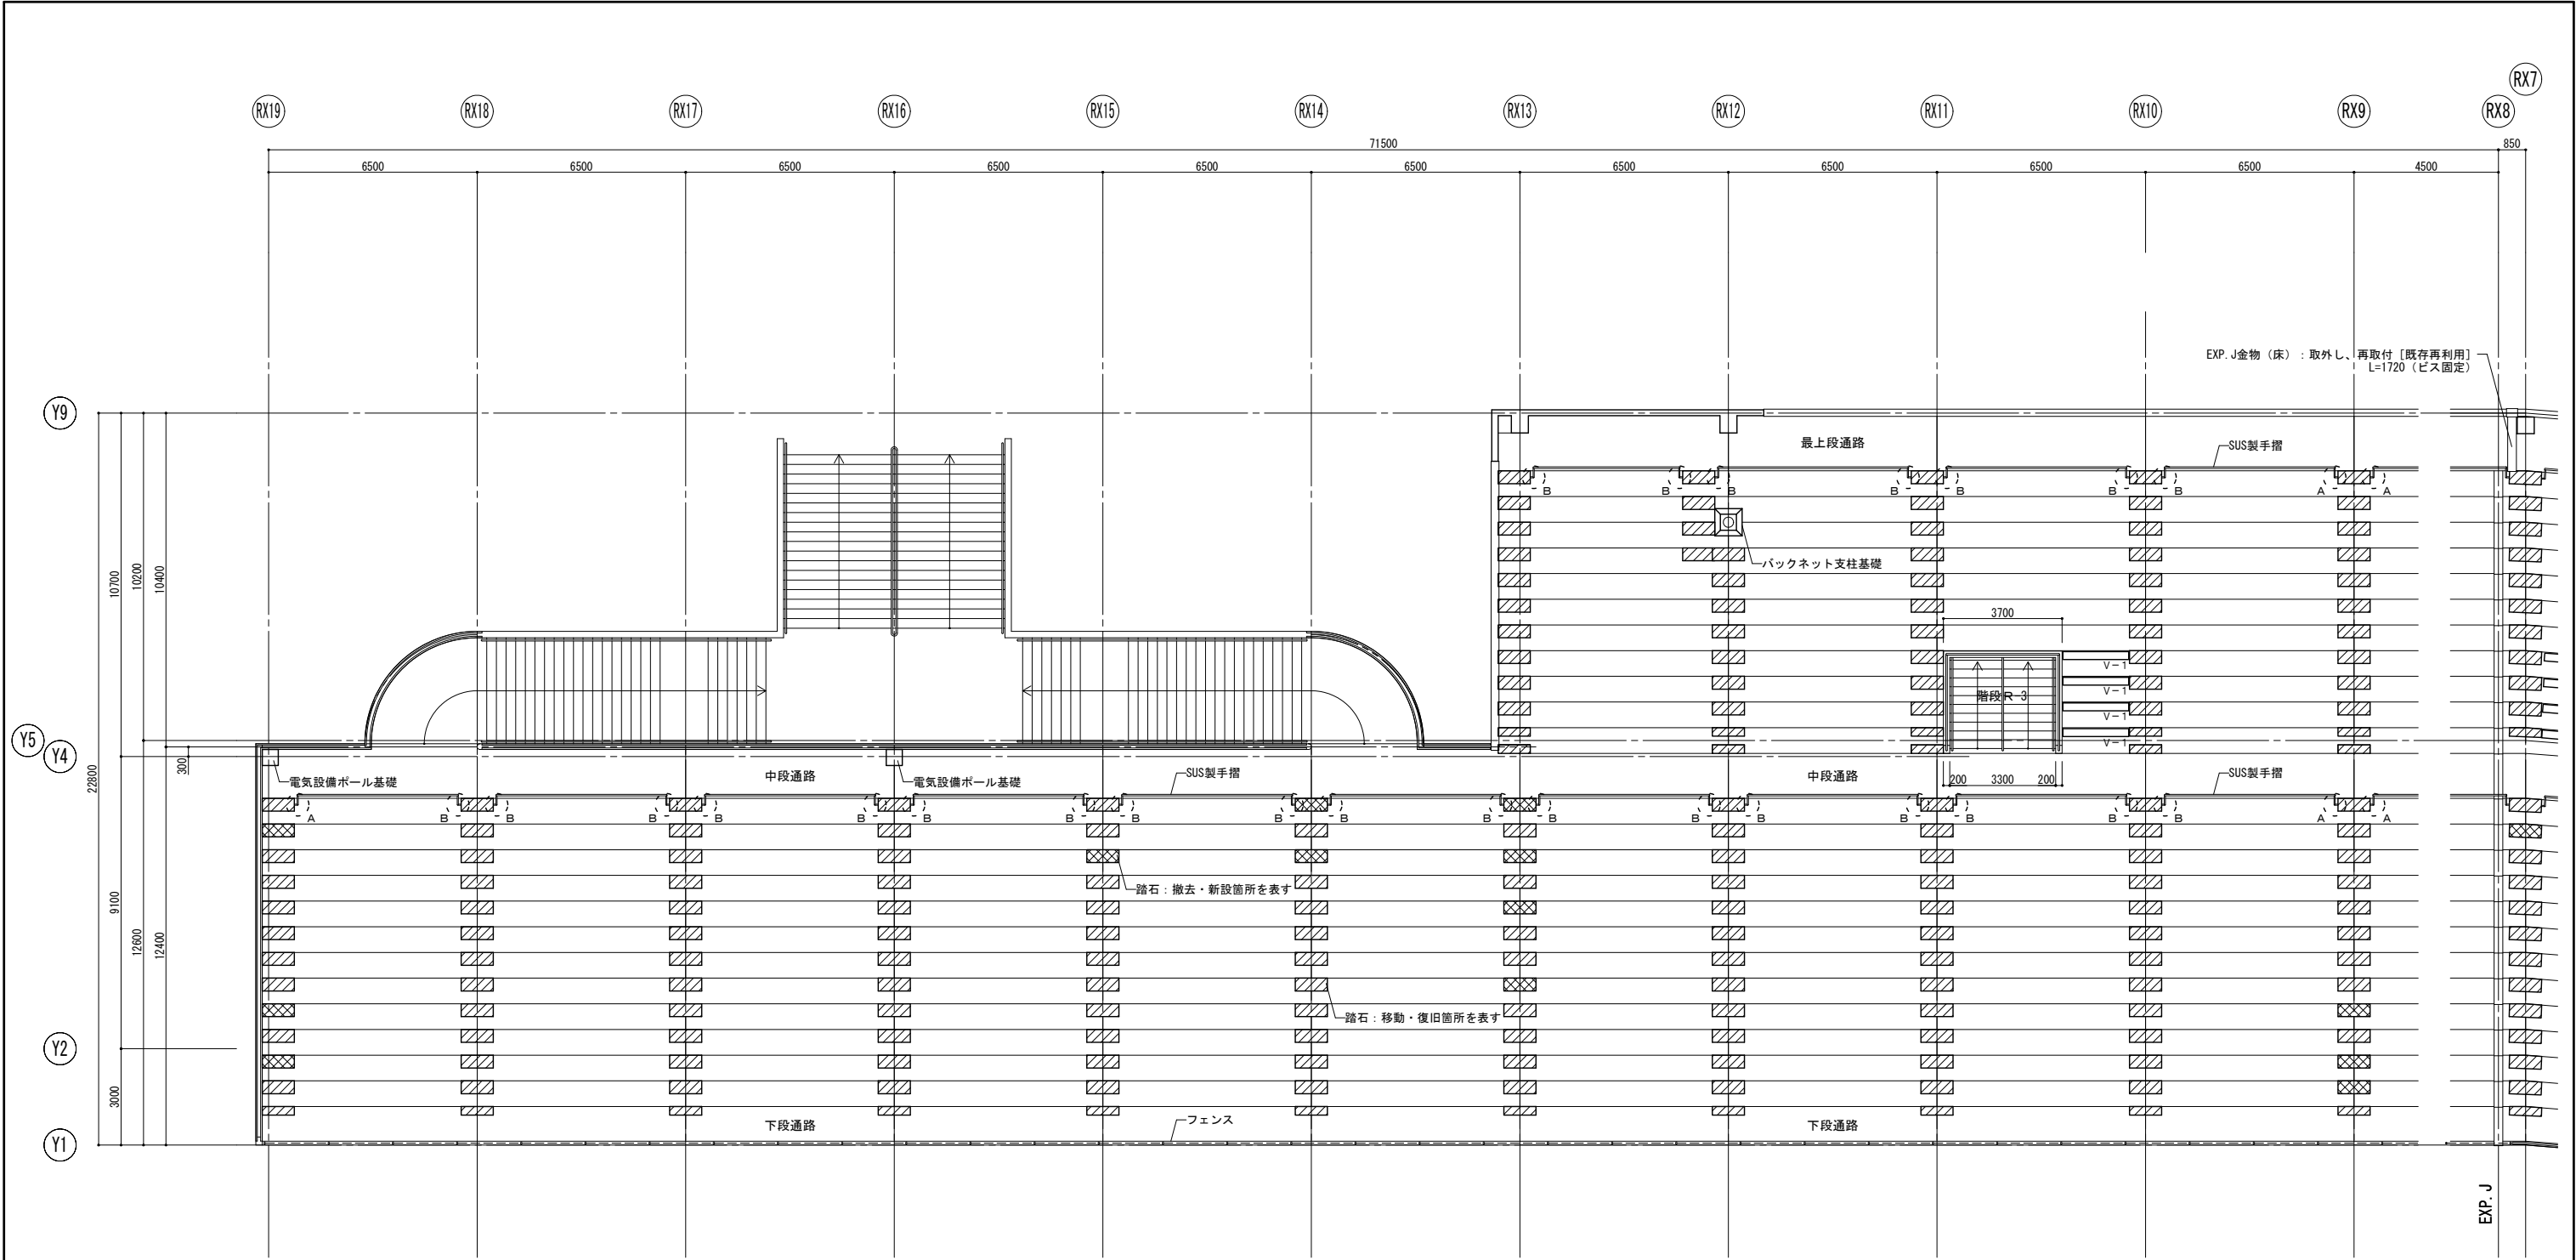 RX7
RX19 RX18 RX17 RX16 RX15 RX14 RX13 RX12 RX11 RX10 RX9 RX8
71500 850
6500 6500 6500 6500 6500 6500 6500 6500 6500 6500 4500
EXP.J金物（床）：取外し、再取付［既存再利用］
L=1720（ビス固定）
Y9
最上段通路
SUS製手摺
B B B B B B B A A
バックネット支柱基礎
10700 10200 10400
3700
V-1
階段R-3
V-1
V-1
Y5
V-1
Y4
300
22800
電気設備ポール基礎
中段通路
電気設備ポール基礎
SUS製手摺
中段通路
200 3300 200
SUS製手摺
A B B B B B B B B B B B B B B B B B B A A
踏石：撤去・新設箇所を表す
9100
12600 12400
踏石：移動・復旧箇所を表す
Y2
3000
下段通路
フェンス
下段通路
Y1
EXP.J